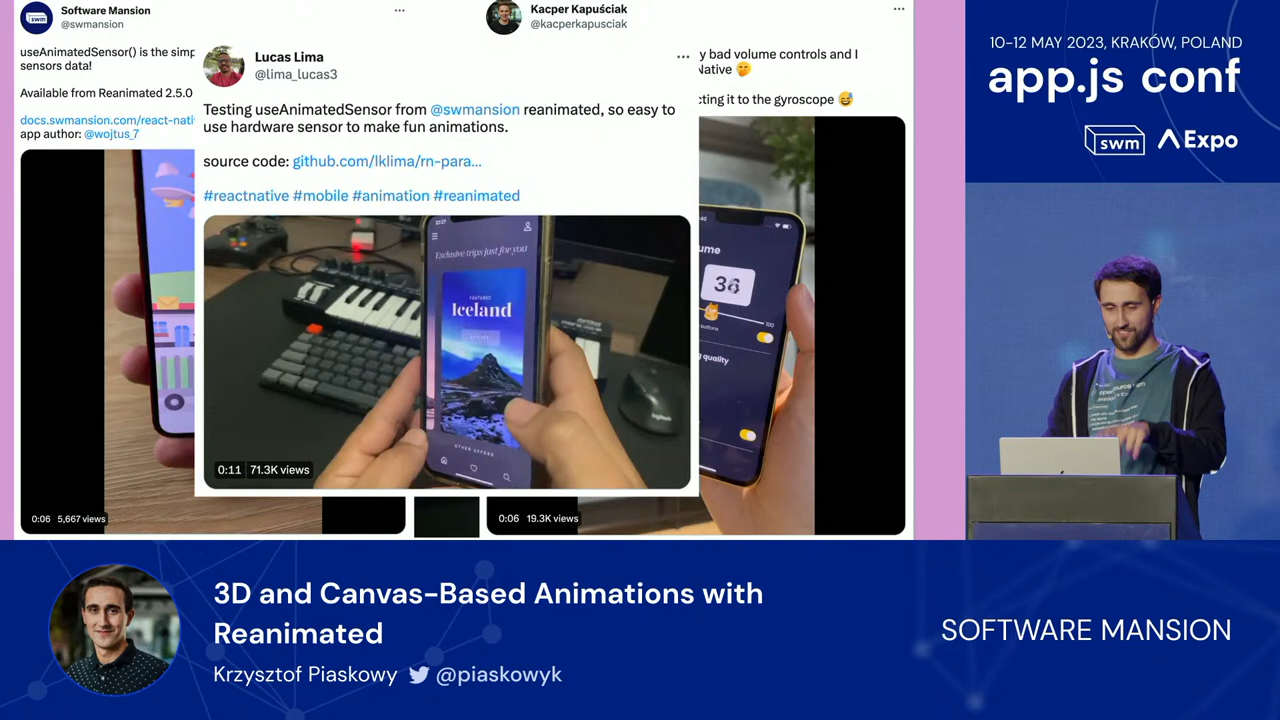 Software Mansion
@swmansion
useAnimatedSensor() is the simp
sensors data!
Available from Reanimated 2.5.0
docs.swmansion.com/react-nati
app author: @wojtus_7
0:06 5,667 views
Lucas Lima
@lima_lucas3
Testing useAnimatedSensor from @swmansion reanimated, so easy to
use hardware sensor to make fun animations.
source code: github.com/lklima/rn-para...
#reactnative #mobile #animation #reanimated
Exclusive trips just for you
FEATURED
Iceland
OTHER OFFERS
0:11 71.3K views
Kacper Kapuściak
@kacperkapusciak
y bad volume controls and I
Native
cting it to the gyroscope
ume
36
100
buttons
g quality
0:06 19.3K views
10-12 MAY 2023, KRAKÓW, POLAND
app.js conf
swm
Expo
3D and Canvas-Based Animations with
Reanimated
Krzysztof Piaskowy @piaskowyk
SOFTWARE MANSION